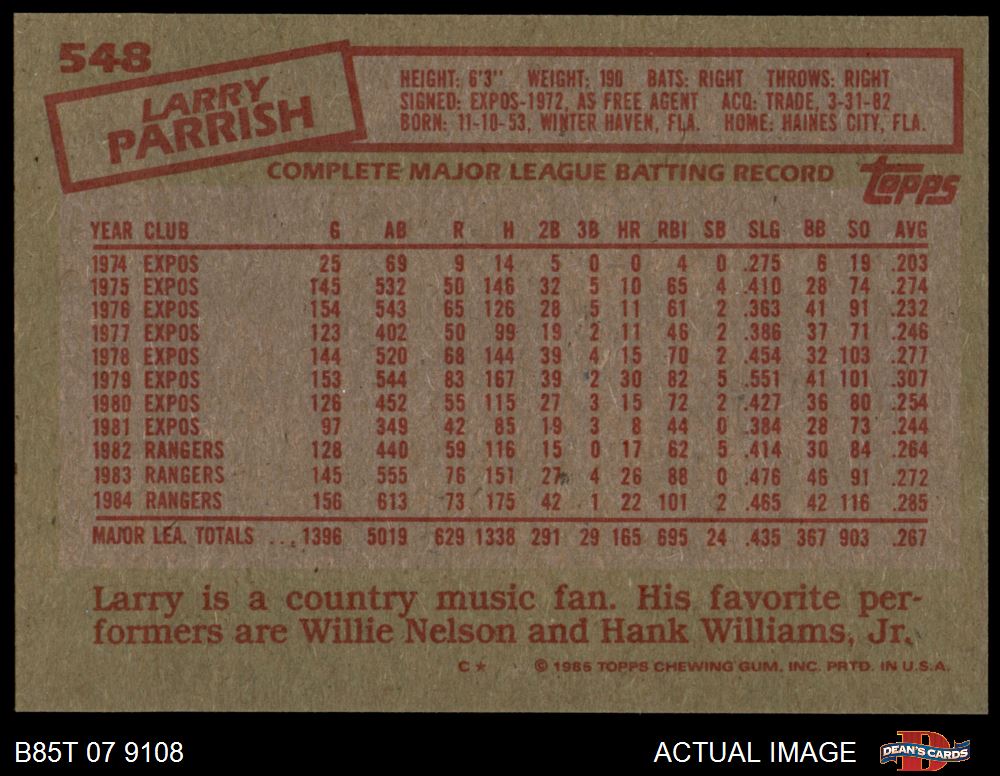 548
LARRY
PARRISH
HEIGHT: 6'3" WEIGHT: 190 BATS: RIGHT THROWS: RIGHT
SIGNED: EXPOS-1972, AS FREE AGENT ACQ: TRADE, 3-31-82
BORN: 11-10-53, WINTER HAVEN, FLA. HOME: HAINES CITY, FLA.
COMPLETE MAJOR LEAGUE BATTING RECORD
topps
YEAR CLUB G AB R H 2B 3B HR RBI SB SLG BB SO AVG
1974 EXPOS 25 69 9 14 5 0 0 4 0 .275 6 19 .203
1975 EXPOS 145 532 50 146 32 5 10 65 4 .410 28 74 .274
1976 EXPOS 154 543 65 126 28 5 11 61 2 .363 41 91 .232
1977 EXPOS 123 402 50 99 19 2 11 46 2 .386 37 71 .246
1978 EXPOS 144 520 68 144 39 4 15 70 2 .454 32 103 .277
1979 EXPOS 153 544 83 167 39 2 30 82 5 .551 41 101 .307
1980 EXPOS 126 452 55 115 27 3 15 72 2 .427 36 80 .254
1981 EXPOS 97 349 42 85 19 3 8 44 0 .384 28 73 .244
1982 RANGERS 128 440 59 116 15 0 17 62 5 .414 30 84 .264
1983 RANGERS 145 555 76 151 27 4 26 88 0 .476 46 91 .272
1984 RANGERS 156 613 73 175 42 1 22 101 2 .465 42 116 .285
MAJOR LEA. TOTALS ... 1396 5019 629 1338 291 29 165 695 24 .435 367 903 .267
Larry is a country music fan. His favorite per-
formers are Willie Nelson and Hank Williams, Jr.
C★ © 1985 TOPPS CHEWING GUM, INC. PRTD. IN U.S.A.
B85T 07 9108 ACTUAL IMAGE DEAN'S CARDS